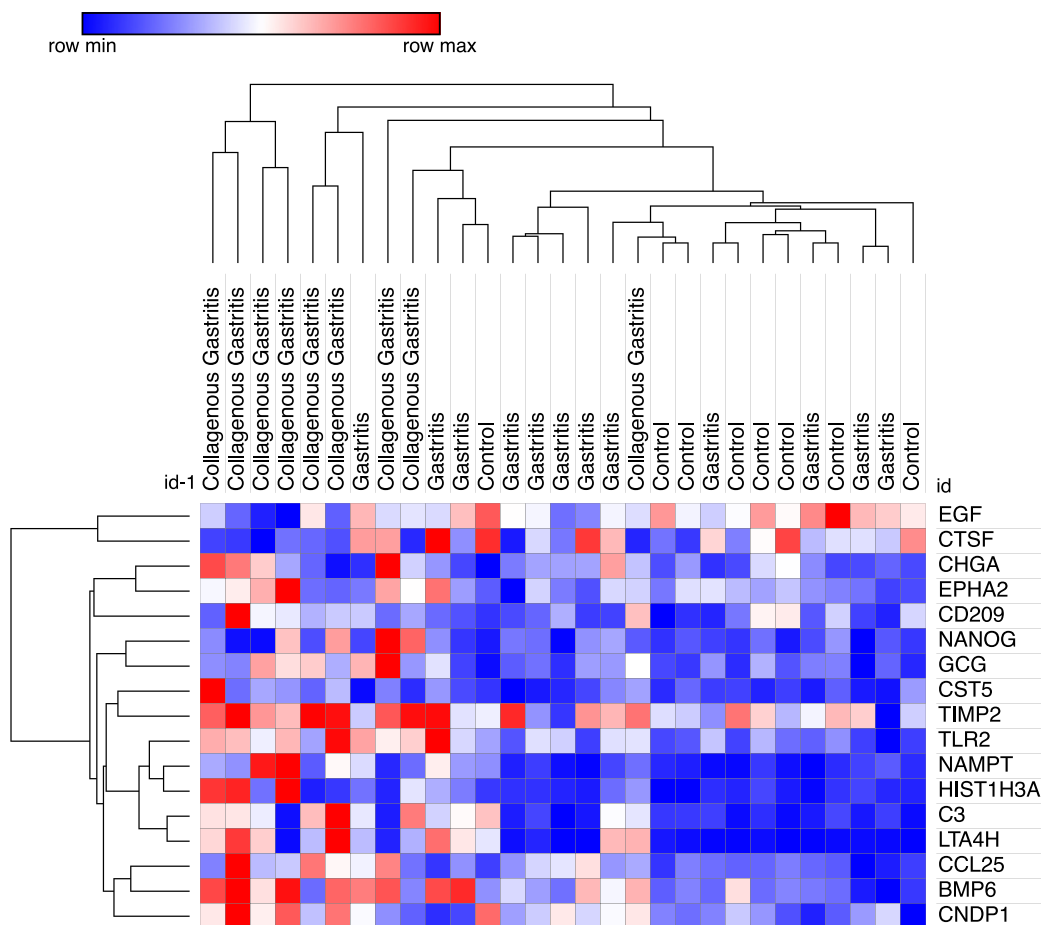 row min row max
Collagenous Gastritis
Collagenous Gastritis
Collagenous Gastritis
Collagenous Gastritis
Collagenous Gastritis
Collagenous Gastritis
Gastritis
Collagenous Gastritis
Collagenous Gastritis
Gastritis
Gastritis
Control
Gastritis
Gastritis
Gastritis
Gastritis
Gastritis
Collagenous Gastritis
Control
Control
Gastritis
Control
Control
Control
Gastritis
Control
Gastritis
Gastritis
Control
id-1 id
EGF
CTSF
CHGA
EPHA2
CD209
NANOG
GCG
CST5
TIMP2
TLR2
NAMPT
HIST1H3A
C3
LTA4H
CCL25
BMP6
CNDP1